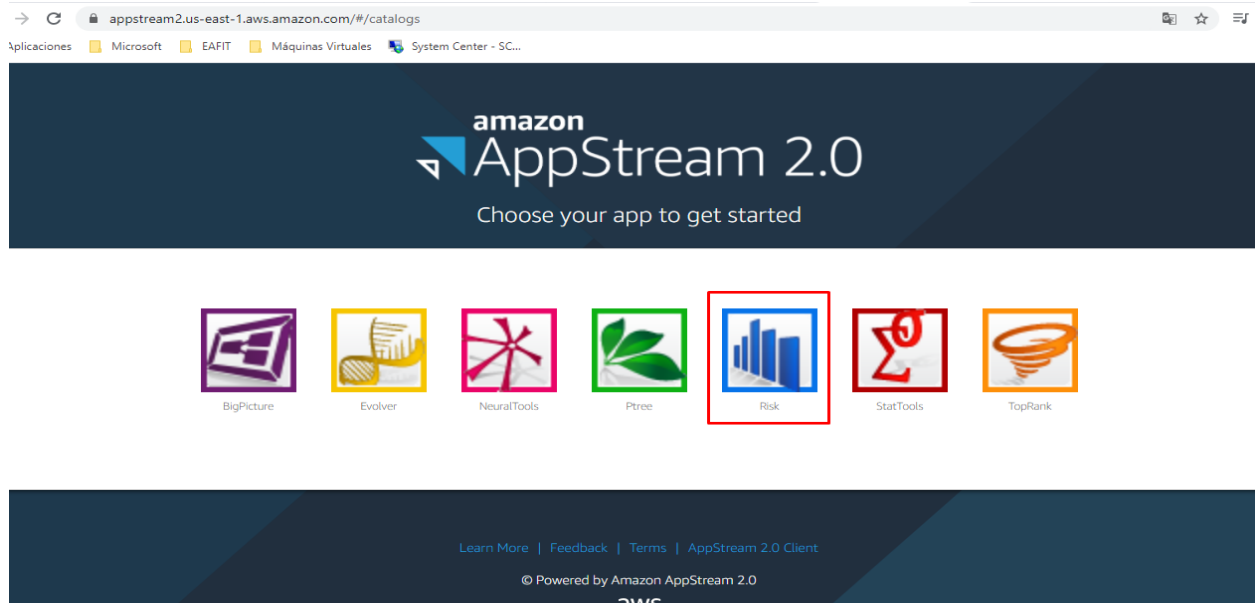 appstream2.us-east-1.aws.amazon.com/#/catalogs
Aplicaciones Microsoft EAFIT Máquinas Virtuales System Center - SC...
amazon
AppStream 2.0
Choose your app to get started
BigPicture Evolver NeuralTools Ptree Risk StatTools TopRank
Learn More | Feedback | Terms | AppStream 2.0 Client
© Powered by Amazon AppStream 2.0
aws